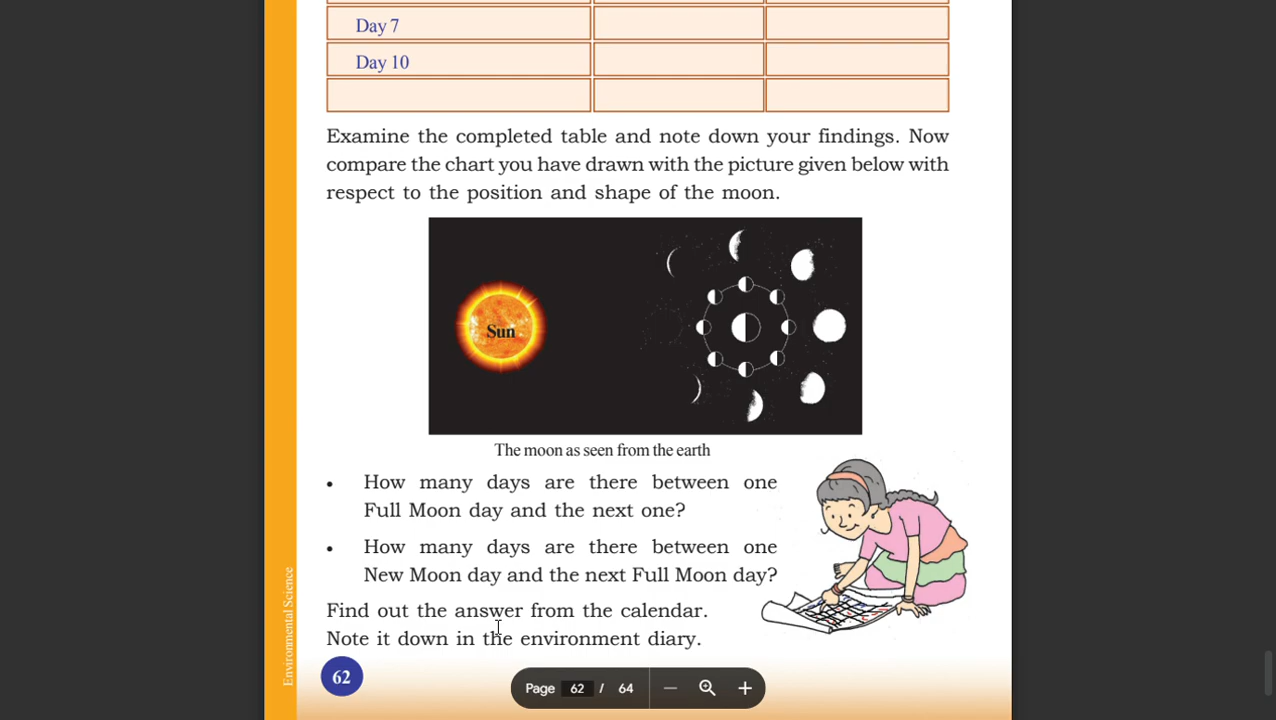 Day 7
Day 10
Examine the completed table and note down your findings. Now
compare the chart you have drawn with the picture given below with
respect to the position and shape of the moon.
Sun
The moon as seen from the earth
• How many days are there between one
Full Moon day and the next one?
• How many days are there between one
New Moon day and the next Full Moon day?
Find out the answer from the calendar.
Note it down in the environment diary.
Environmental Science
62
Page 62 / 64